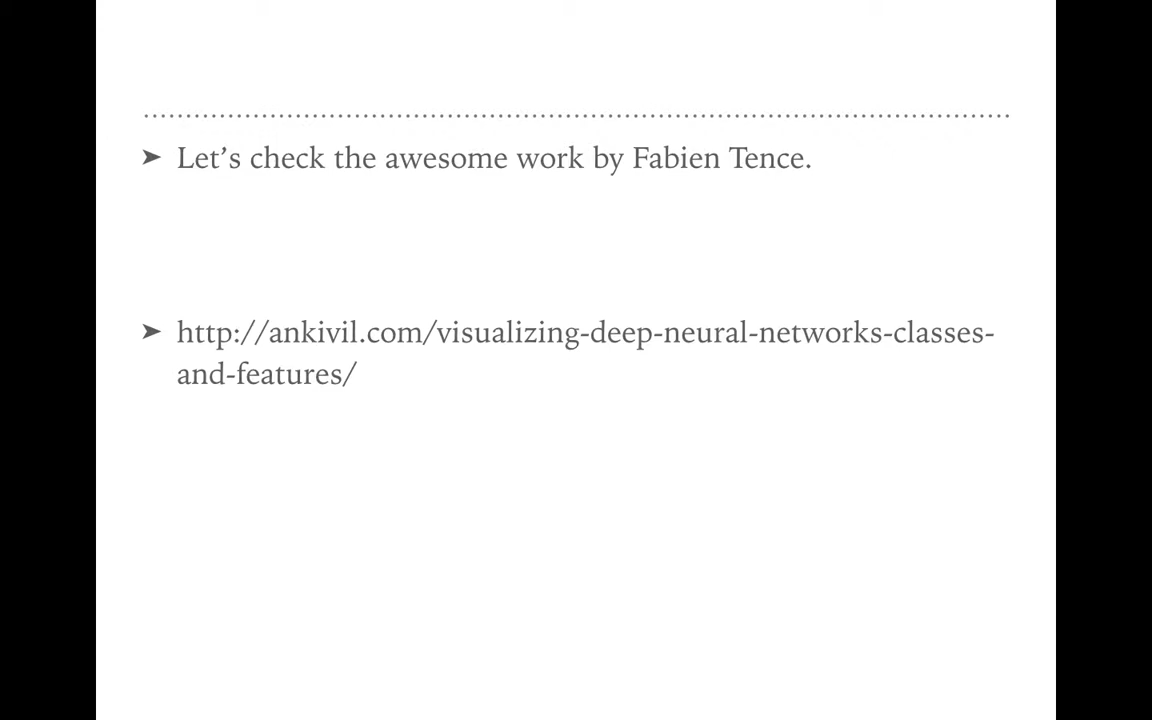 ➤ Let’s check the awesome work by Fabien Tence.
➤ http://ankivil.com/visualizing-deep-neural-networks-classes-
and-features/